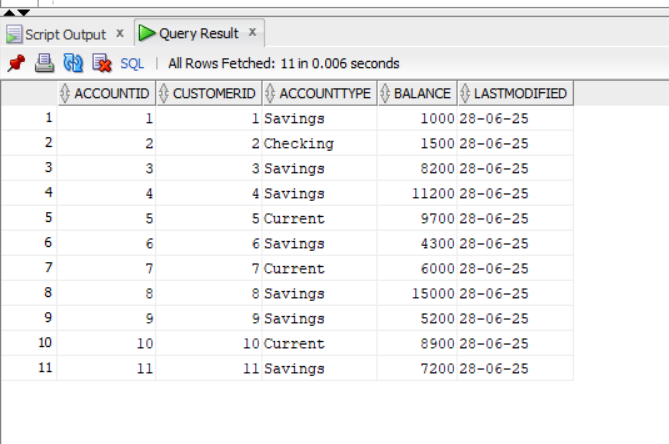 Script Output x Query Result x
SQL | All Rows Fetched: 11 in 0.006 seconds
ACCOUNTID CUSTOMERID ACCOUNTTYPE BALANCE LASTMODIFIED
1 1 1 Savings 1000 28-06-25
2 2 2 Checking 1500 28-06-25
3 3 3 Savings 8200 28-06-25
4 4 4 Savings 11200 28-06-25
5 5 5 Current 9700 28-06-25
6 6 6 Savings 4300 28-06-25
7 7 7 Current 6000 28-06-25
8 8 8 Savings 15000 28-06-25
9 9 9 Savings 5200 28-06-25
10 10 10 Current 8900 28-06-25
11 11 11 Savings 7200 28-06-25